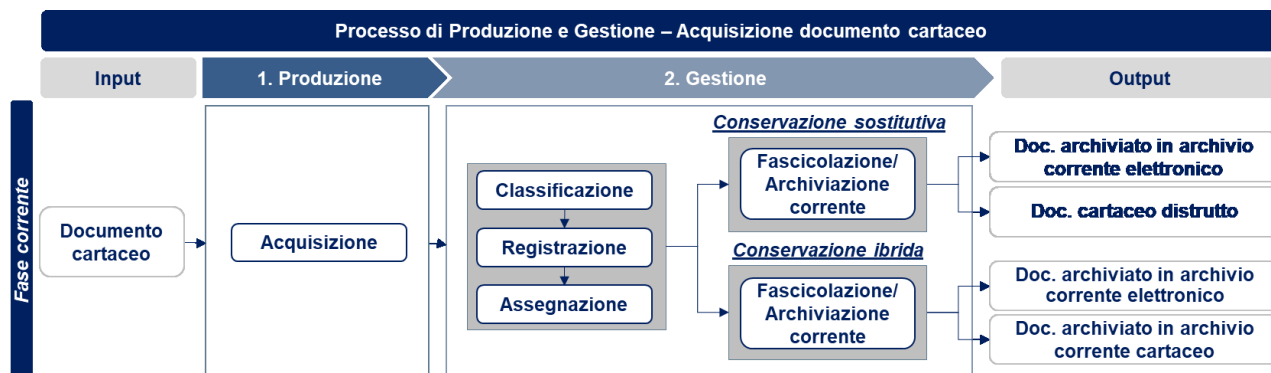 Processo di Produzione e Gestione – Acquisizione documento cartaceo
Input
1. Produzione
2. Gestione
Output
Fase corrente
Documento
cartaceo
Acquisizione
Classificazione
Registrazione
Assegnazione
Conservazione sostitutiva
Fascicolazione/
Archiviazione
corrente
Conservazione ibrida
Fascicolazione/
Archiviazione
corrente
Doc. archiviato in archivio
corrente elettronico
Doc. cartaceo distrutto
Doc. archiviato in archivio
corrente elettronico
Doc. archiviato in archivio
corrente cartaceo